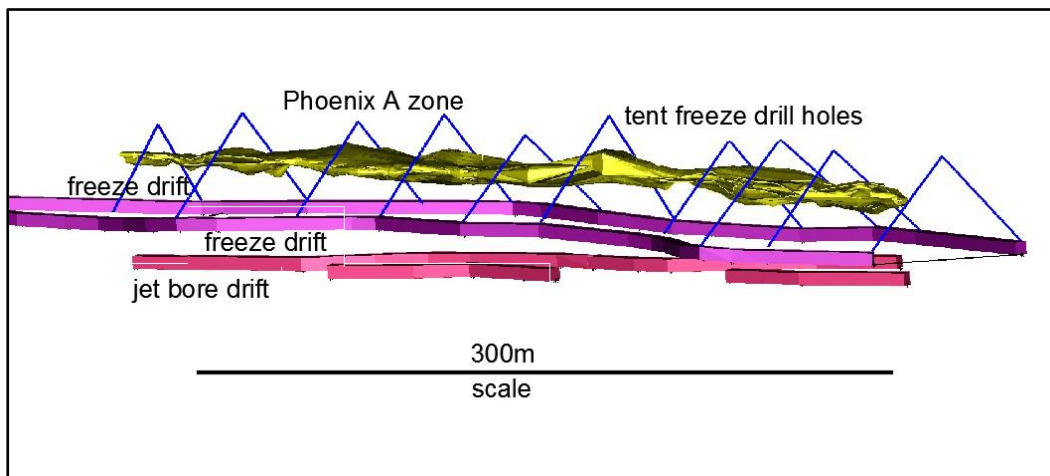 Phoenix A zone
tent freeze drill holes
freeze drift
freeze drift
jet bore drift
300m
scale